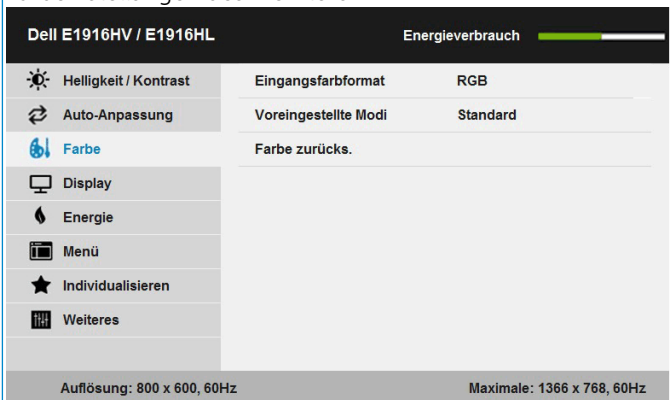 Dell E1916HV / E1916HL Energieverbrauch
Helligkeit / Kontrast Eingangsfarbformat RGB
Auto-Anpassung Voreingestellte Modi Standard
Farbe Farbe zurücks.
Display
Energie
Menü
Individualisieren
Weiteres
Auflösung: 800 x 600, 60Hz Maximale: 1366 x 768, 60Hz